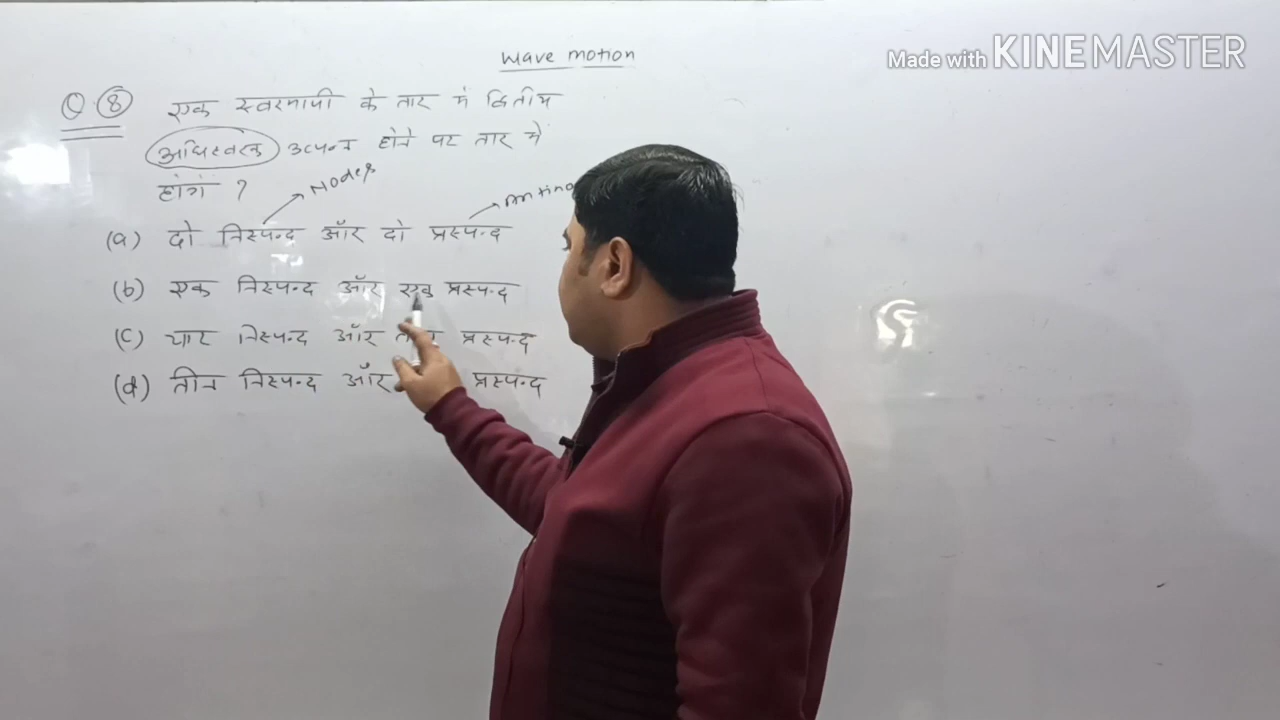 Wave motion
Made with KINEMASTER
Q.8 एक स्वरमापी के तार में द्वितीय
अधिस्वरक उत्पन्न होने पर तार में
होंगे ?
Nodes
(a) दो निस्पन्द और दो प्रस्पन्द
(b) एक निस्पन्द और एक प्रस्पन्द
(c) चार निस्पन्द और प्रस्पन्द
(d) तीन निस्पन्द और प्रस्पन्द